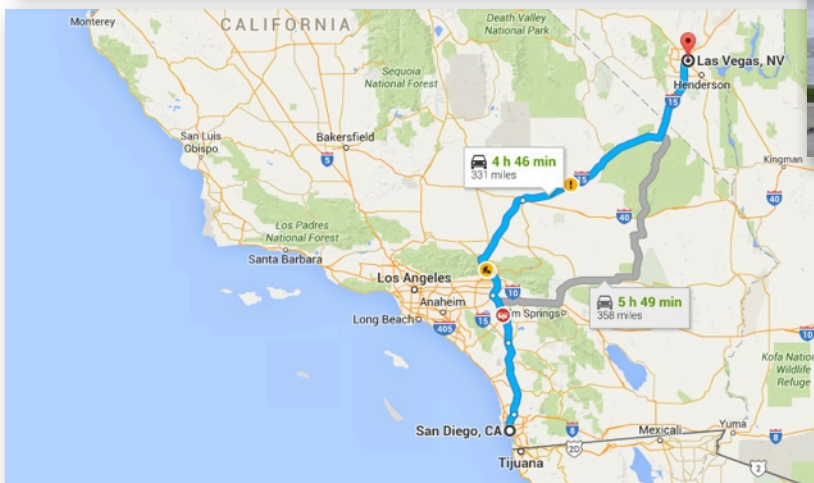 Monterey
CALIFORNIA
Death Valley
National Park
Las Vegas, NV
Henderson
15
Sequoia
National Forest
San Luis
Obispo
Bakersfield
5
4 h 46 min
331 miles
15
Kingman
40
40
Los Padres
National Forest
Santa Barbara
Los Angeles
10
Anaheim
Long Beach
405
15
m Springs
5 h 49 min
358 miles
10
Kofa Nation
Wildlife
Refuge
San Diego, CA
8
Mexicali
Yuma
8
Tijuana
2D
2